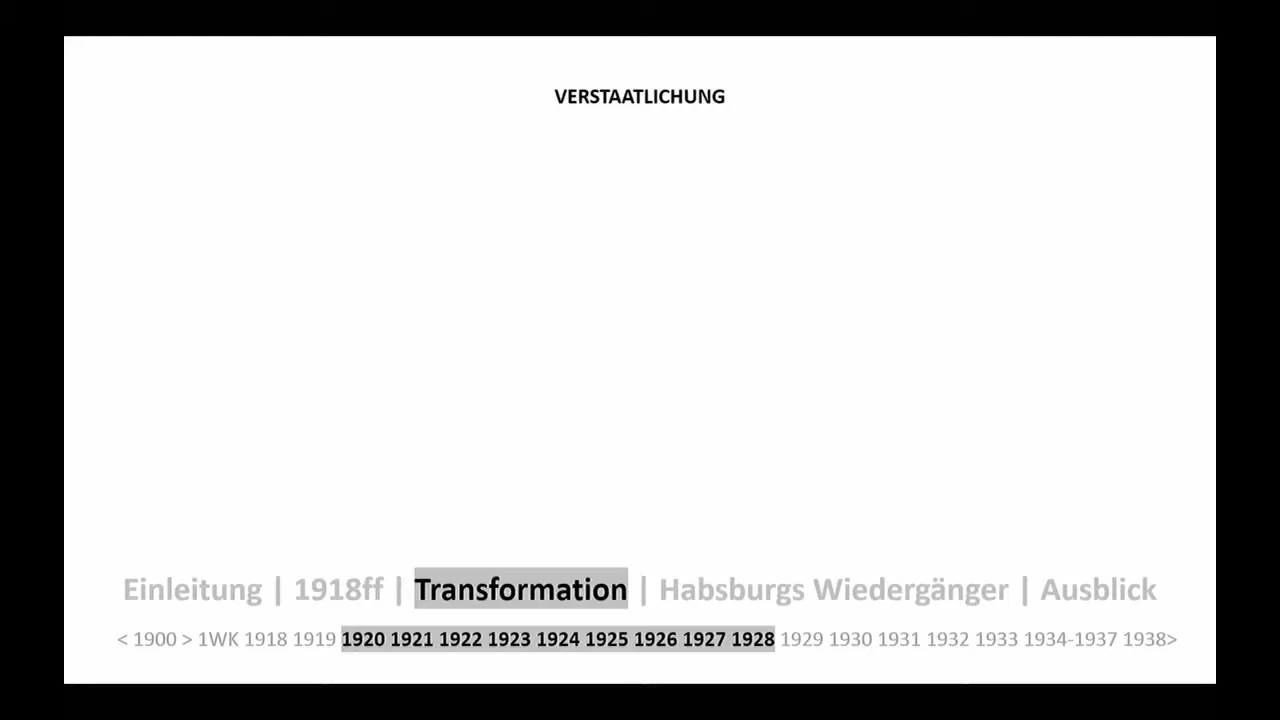 VERSTAATLICHUNG
Einleitung | 1918ff | Transformation | Habsburgs Wiedergänger | Ausblick
< 1900 > 1WK 1918 1919 1920 1921 1922 1923 1924 1925 1926 1927 1928 1929 1930 1931 1932 1933 1934-1937 1938>